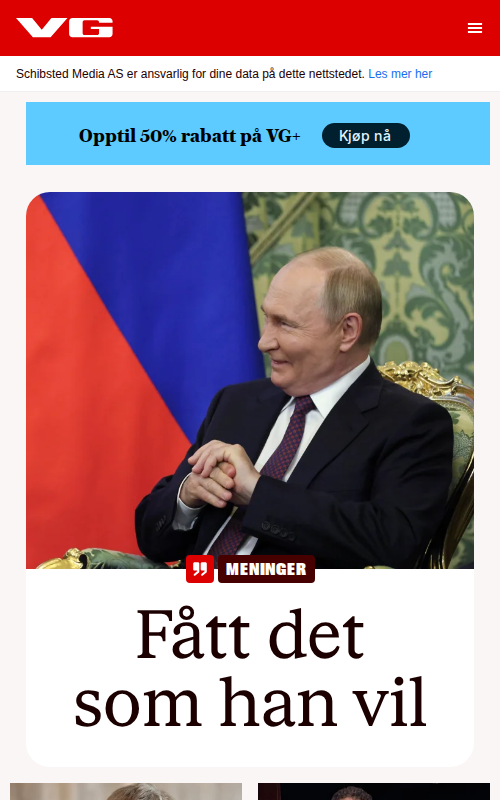 VG
Schibsted Media AS er ansvarlig for dine data på dette nettstedet. Les mer her
Opptil 50% rabatt på VG+ Kjøp nå
MENINGER
Fått det
som han vil